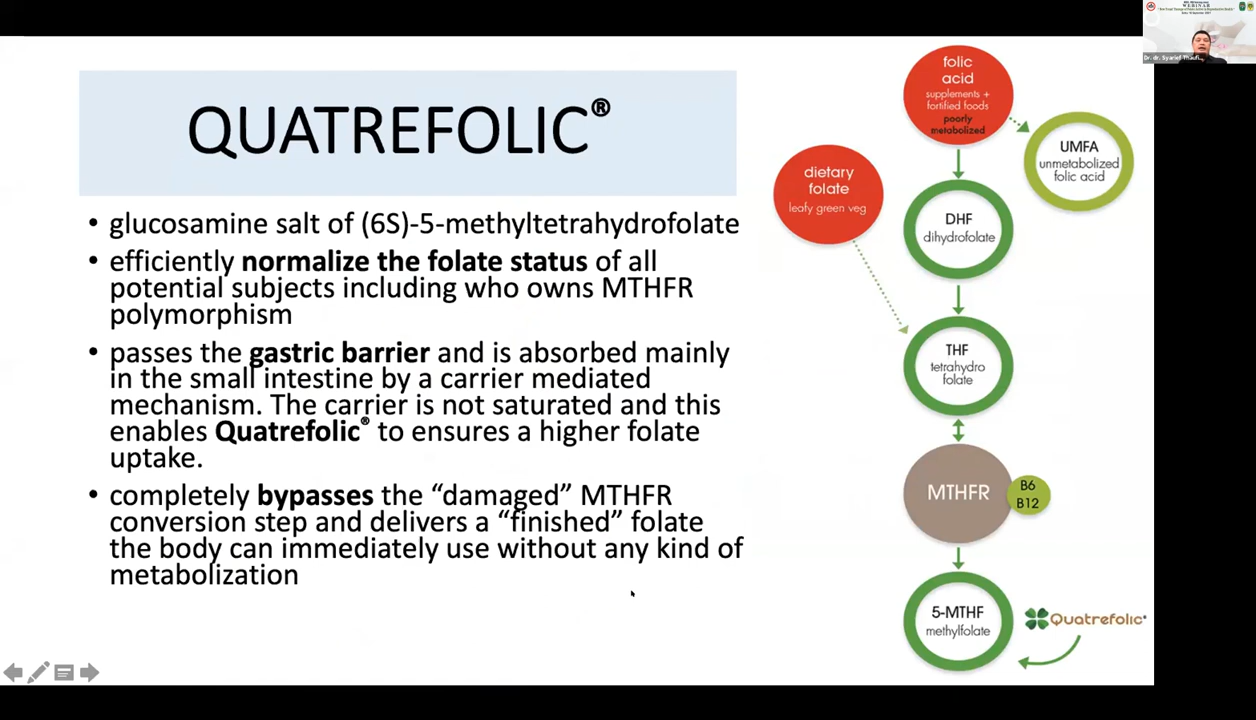 WEBINAR
Dr. dr. Syarief Thaufi...
QUATREFOLIC®
• glucosamine salt of (6S)-5-methyltetrahydrofolate
• efficiently normalize the folate status of all
potential subjects including who owns MTHFR
polymorphism
• passes the gastric barrier and is absorbed mainly
in the small intestine by a carrier mediated
mechanism. The carrier is not saturated and this
enables Quatrefolic® to ensures a higher folate
uptake.
• completely bypasses the “damaged” MTHFR
conversion step and delivers a “finished” folate
the body can immediately use without any kind of
metabolization
folic
acid
supplements +
fortified foods
poorly
metabolized
UMFA
unmetabolized
folic acid
dietary
folate
leafy green veg
DHF
dihydrofolate
THF
tetrahydro
folate
MTHFR
B6
B12
5-MTHF
methylfolate
Quatrefolic®